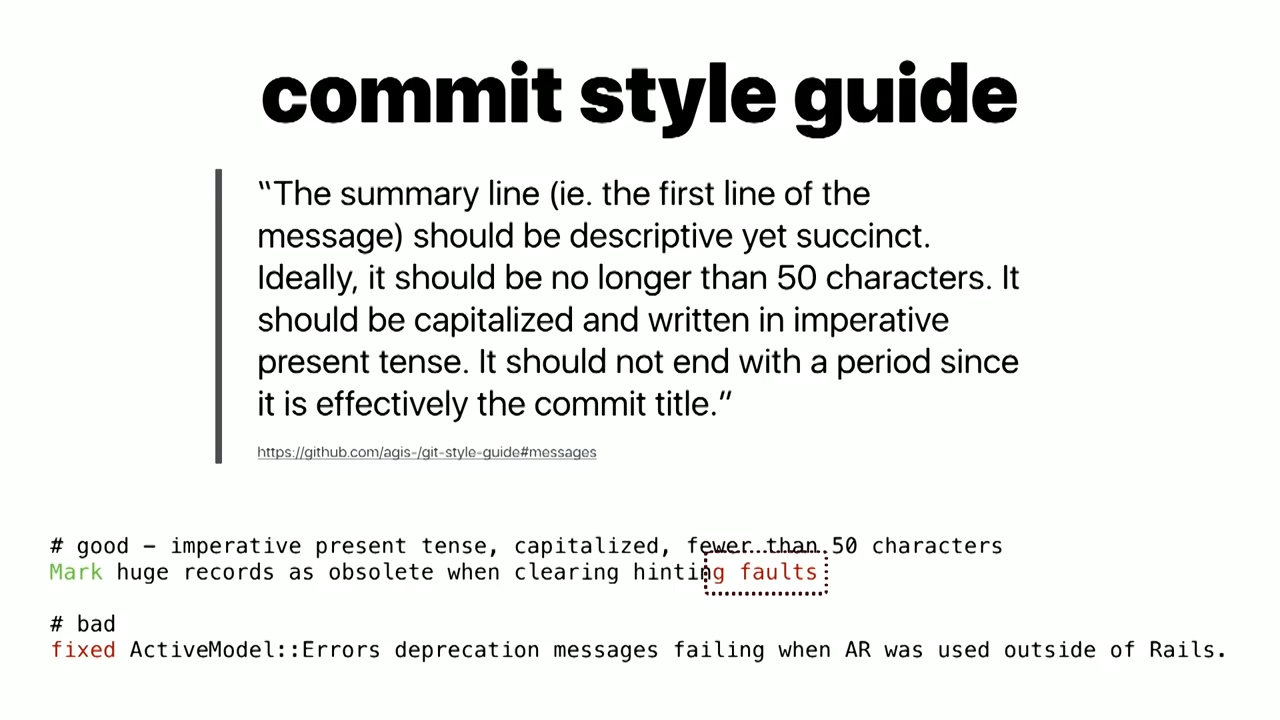 commit style guide
“The summary line (ie. the first line of the
message) should be descriptive yet succinct.
Ideally, it should be no longer than 50 characters. It
should be capitalized and written in imperative
present tense. It should not end with a period since
it is effectively the commit title.”
https://github.com/agis-/git-style-guide#messages
# good – imperative present tense, capitalized, fewer than 50 characters
Mark huge records as obsolete when clearing hinting faults
# bad
fixed ActiveModel::Errors deprecation messages failing when AR was used outside of Rails.